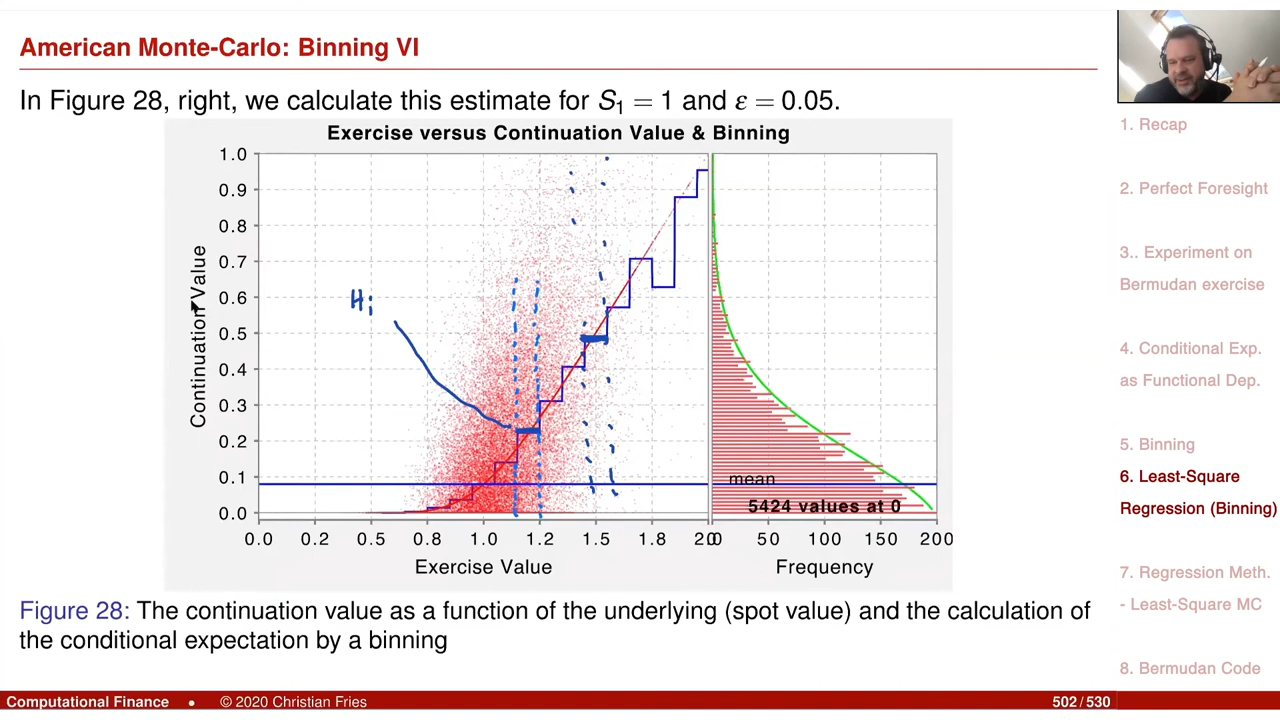 American Monte-Carlo: Binning VI
In Figure 28, right, we calculate this estimate for S₁ = 1 and ε = 0.05.
Exercise versus Continuation Value & Binning
1.0
0.9
0.8
0.7
0.6
0.5
0.4
0.3
0.2
0.1
0.0
Continuation Value
Hi
mean
5424 values at 0
0.0 0.2 0.5 0.8 1.0 1.2 1.5 1.8 2.0
0 50 100 150 200
Exercise Value
Frequency
Figure 28: The continuation value as a function of the underlying (spot value) and the calculation of
the conditional expectation by a binning
1. Recap
2. Perfect Foresight
3.. Experiment on
Bermudan exercise
4. Conditional Exp.
as Functional Dep.
5. Binning
6. Least-Square
Regression (Binning)
7. Regression Meth.
- Least-Square MC
8. Bermudan Code
Computational Finance • © 2020 Christian Fries 502 / 530